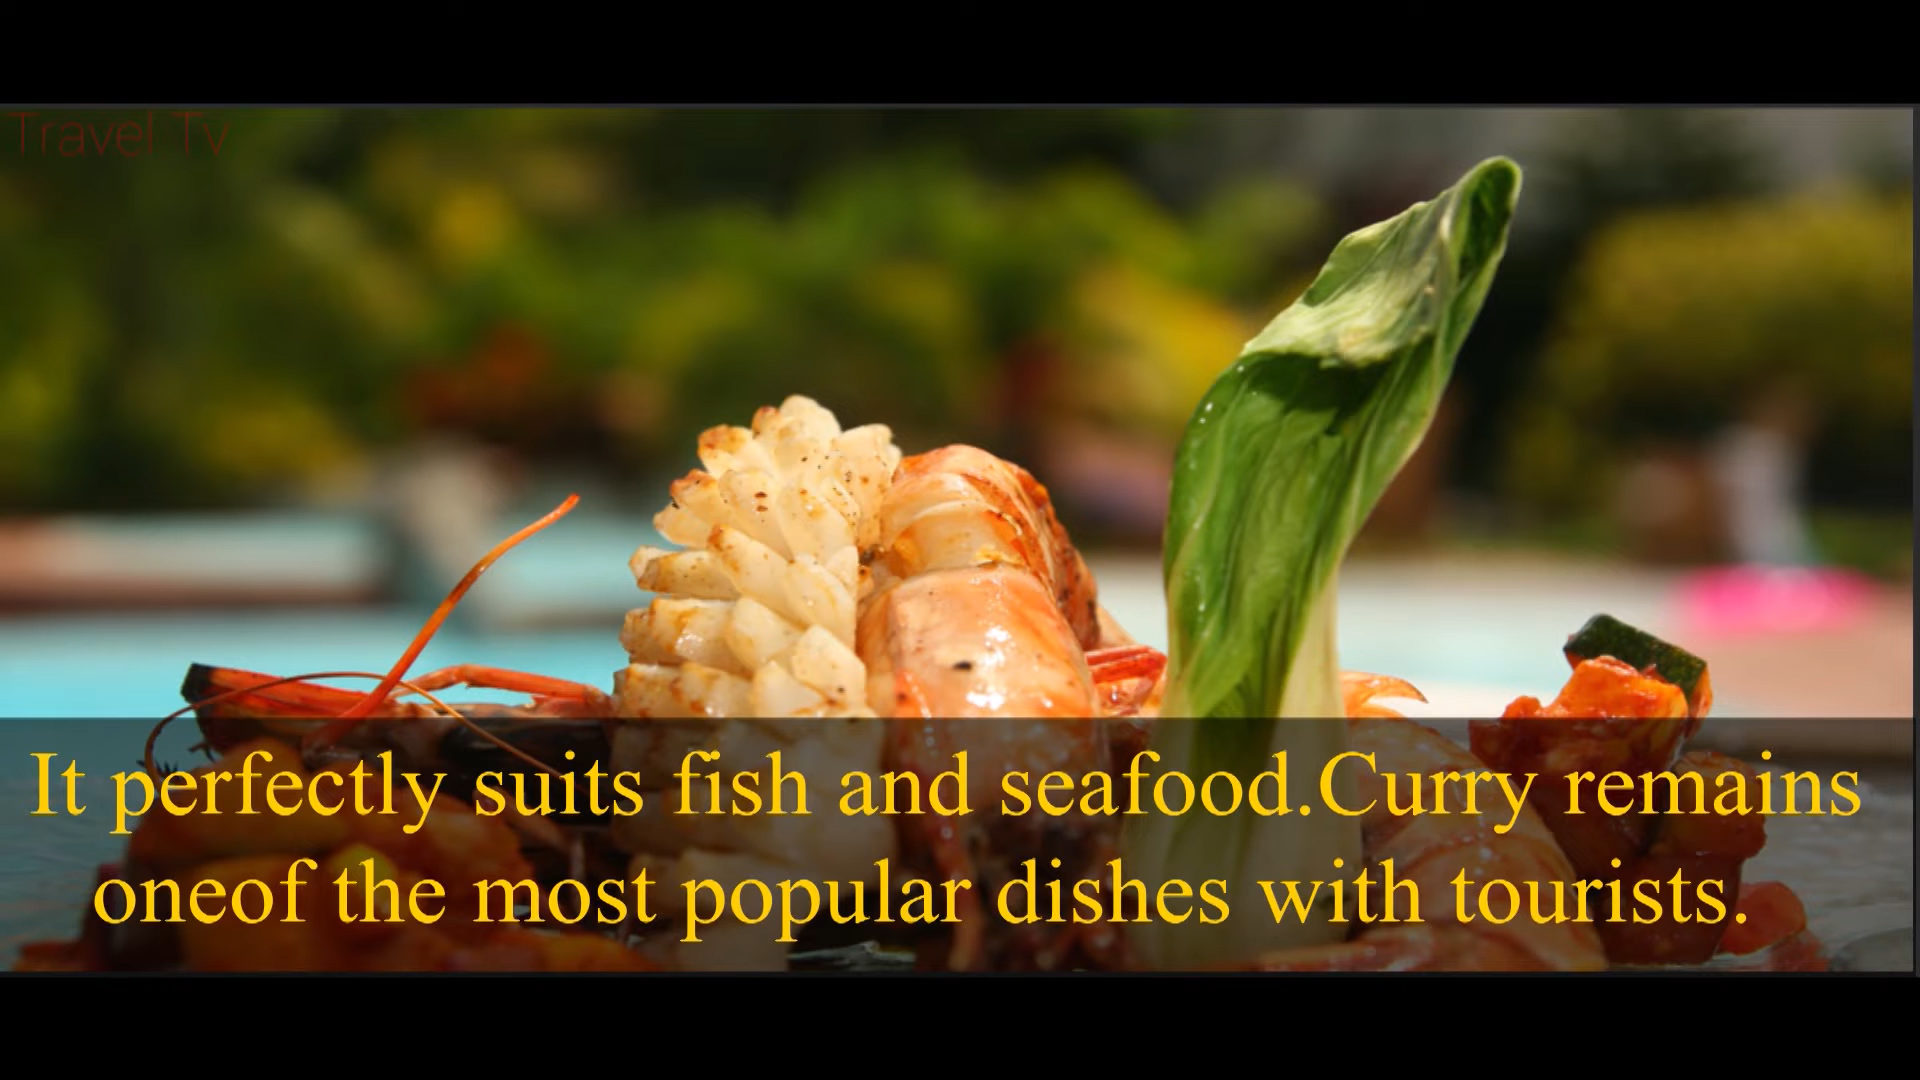 Travel Tv
It perfectly suits fish and seafood.Curry remains
oneof the most popular dishes with tourists.